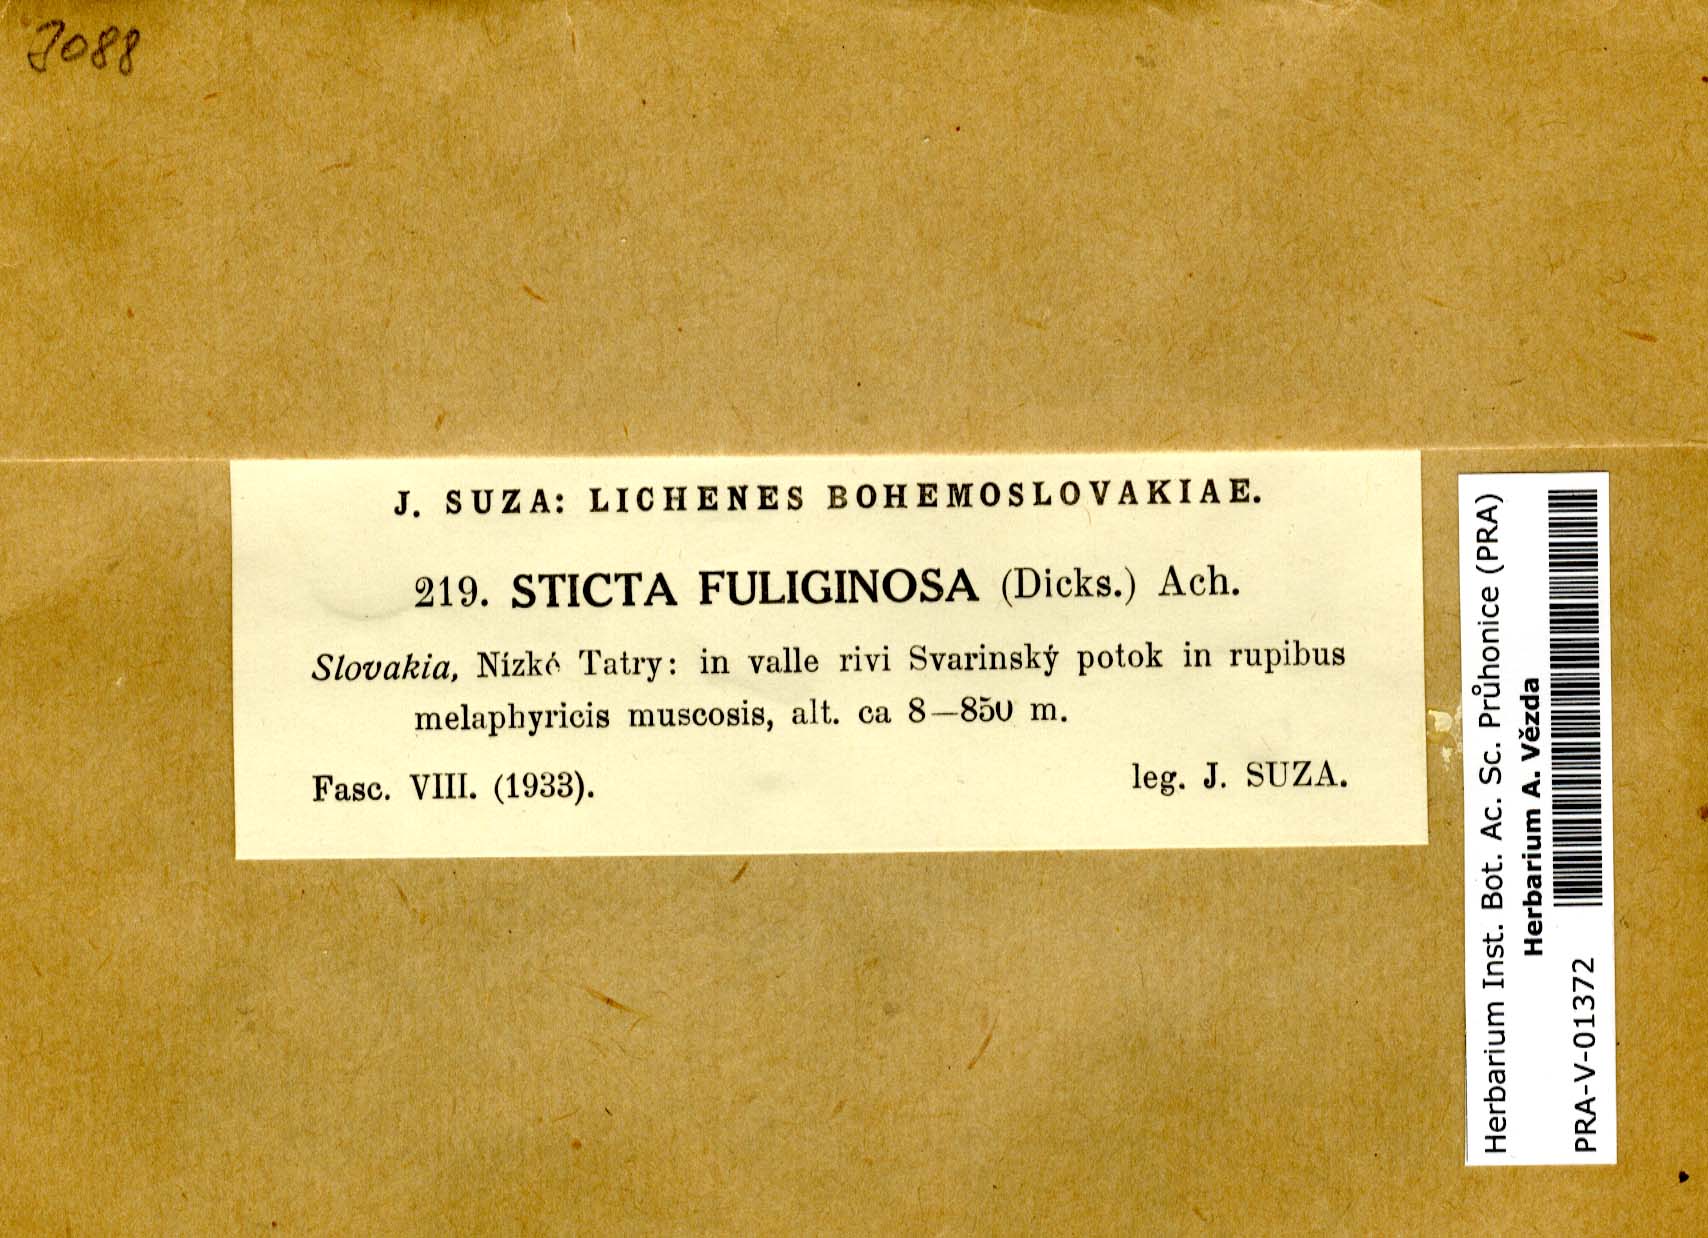 J. SUZA: LICHENES BOHEMOSLOVAKIAE.
219. STICTA FULIGINOSA (Dicks.) Ach.
Slovakia, Nízké Tatry: in valle rivi Svarinský potok in rupibus
melaphyricis muscosis, alt. ca 8—850 m.
Fasc. VIII. (1933).
leg. J. SUZA.
Herbarium Inst. Bot. Ac. Sc. Průhonice (PRA)
Herbarium A. Vězda
PRA-V-01372